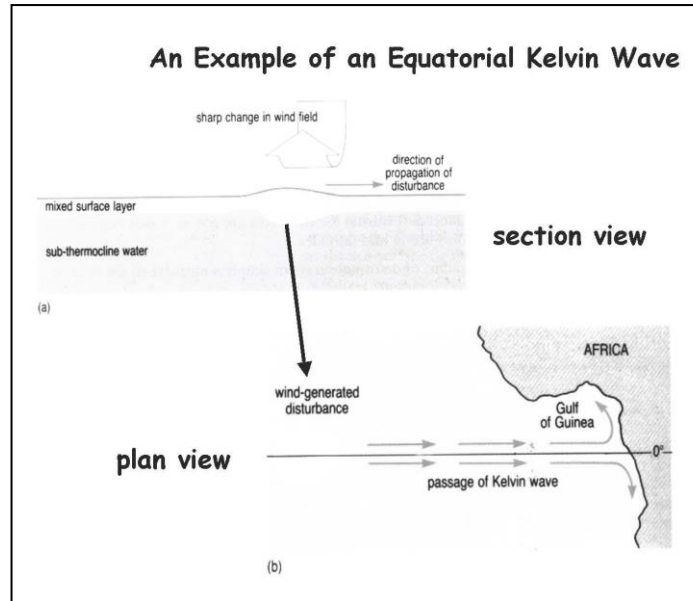 An Example of an Equatorial Kelvin Wave
sharp change in wind field
direction of
propagation of
disturbance
mixed surface layer
section view
sub-thermocline water
(a)
AFRICA
wind-generated
disturbance
Gulf
of Guinea
plan view
0°
passage of Kelvin wave
(b)